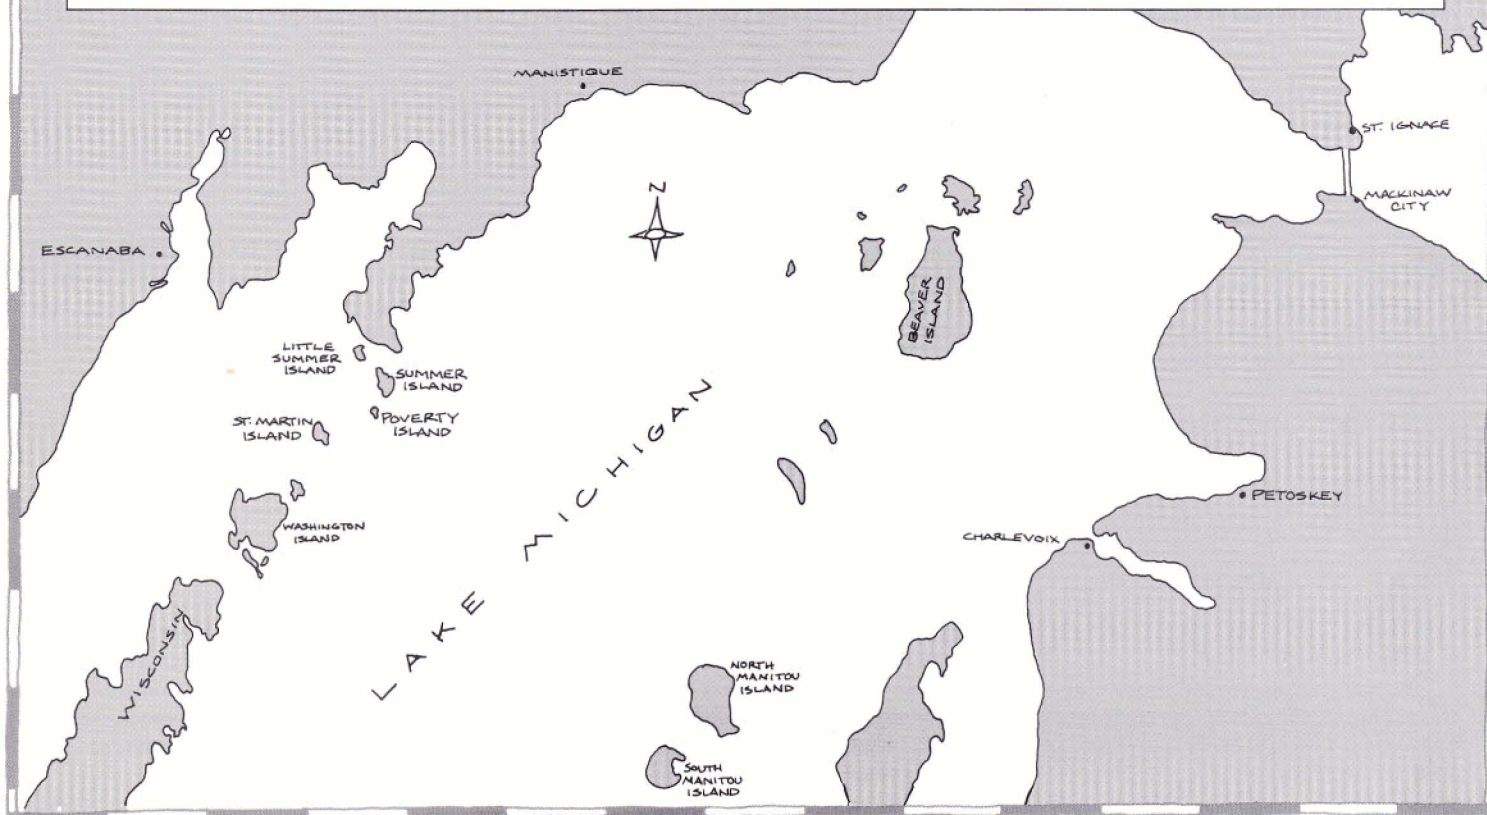 MANISTIQUE
ST. IGNACE
N
MACKINAW
CITY
ESCANABA
BEAVER
ISLAND
LITTLE
SUMMER
ISLAND
SUMMER
ISLAND
ST. MARTIN
ISLAND
POVERTY
ISLAND
LAKE MICHIGAN
PETOSKEY
WASHINGTON
ISLAND
CHARLEVOIX
WISCONSIN
NORTH
MANITOU
ISLAND
SOUTH
MANITOU
ISLAND